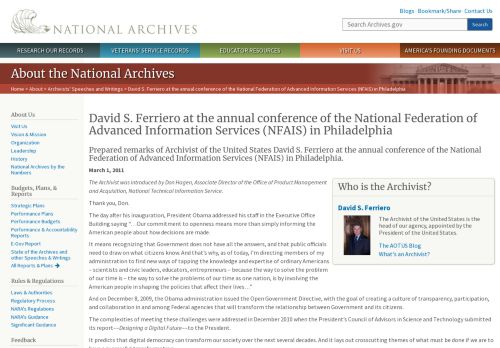 NATIONAL ARCHIVES
Blogs · Bookmark/Share · Contact Us
Search Archives.gov
Search
RESEARCH OUR RECORDS
VETERANS' SERVICE RECORDS
EDUCATOR RESOURCES
VISIT US
AMERICA'S FOUNDING DOCUMENTS
About the National Archives
Home > About > Archivists' Speeches and Writings > David S. Ferriero at the annual conference of the National Federation of Advanced Information Services (NFAIS) in Philadelphia
About Us
Visit Us
Vision & Mission
Organization
Leadership
History
National Archives by the
Numbers
Budgets, Plans, &
Reports
Strategic Plans
Performance Plans
Performance Budgets
Performance & Accountability
Reports
E-Gov Report
State of the Archives and
other Speeches & Writings
All Reports & Plans
Rules & Regulations
Laws & Authorities
Regulatory Process
NARA's Regulations
NARA's Guidance
Significant Guidance
Feedback
David S. Ferriero at the annual conference of the National Federation of
Advanced Information Services (NFAIS) in Philadelphia
Prepared remarks of Archivist of the United States David S. Ferriero at the annual conference of the National
Federation of Advanced Information Services (NFAIS) in Philadelphia.
March 1, 2011
The Archivist was introduced by Don Hagen, Associate Director of the Office of Product Management
and Acquisition, National Technical Information Service.
Thank you, Don.
The day after his inauguration, President Obama addressed his staff in the Executive Office
Building saying "…Our commitment to openness means more than simply informing the
American people about how decisions are made.
It means recognizing that Government does not have all the answers, and that public officials
need to draw on what citizens know And that's why, as of today, I'm directing members of my
administration to find new ways of tapping the knowledge and expertise of ordinary Americans
– scientists and civic leaders, educators, entrepreneurs – because the way to solve the problem
of our time is – the way to solve the problems of our time as one nation, is by involving the
American people in shaping the policies that affect their lives…"
And on December 8, 2009, the Obama administration issued the Open Government Directive, with the goal of creating a culture of transparency, participation,
and collaboration in and among Federal agencies that will transform the relationship between Government and its citizens.
The complexities of meeting these challenges were addressed in December 2010 when the President's Council of Advisors in Science and Technology submitted
its report---Designing a Digital Future---to the President.
It predicts that digital democracy can transform our society over the next several decades. And it lays out crosscutting themes of what must be done if we are to
Who is the Archivist?
David S. Ferriero
The Archivist of the United States is the
head of our agency, appointed by the
President of the United States.
The AOTUS Blog
What's an Archivist?